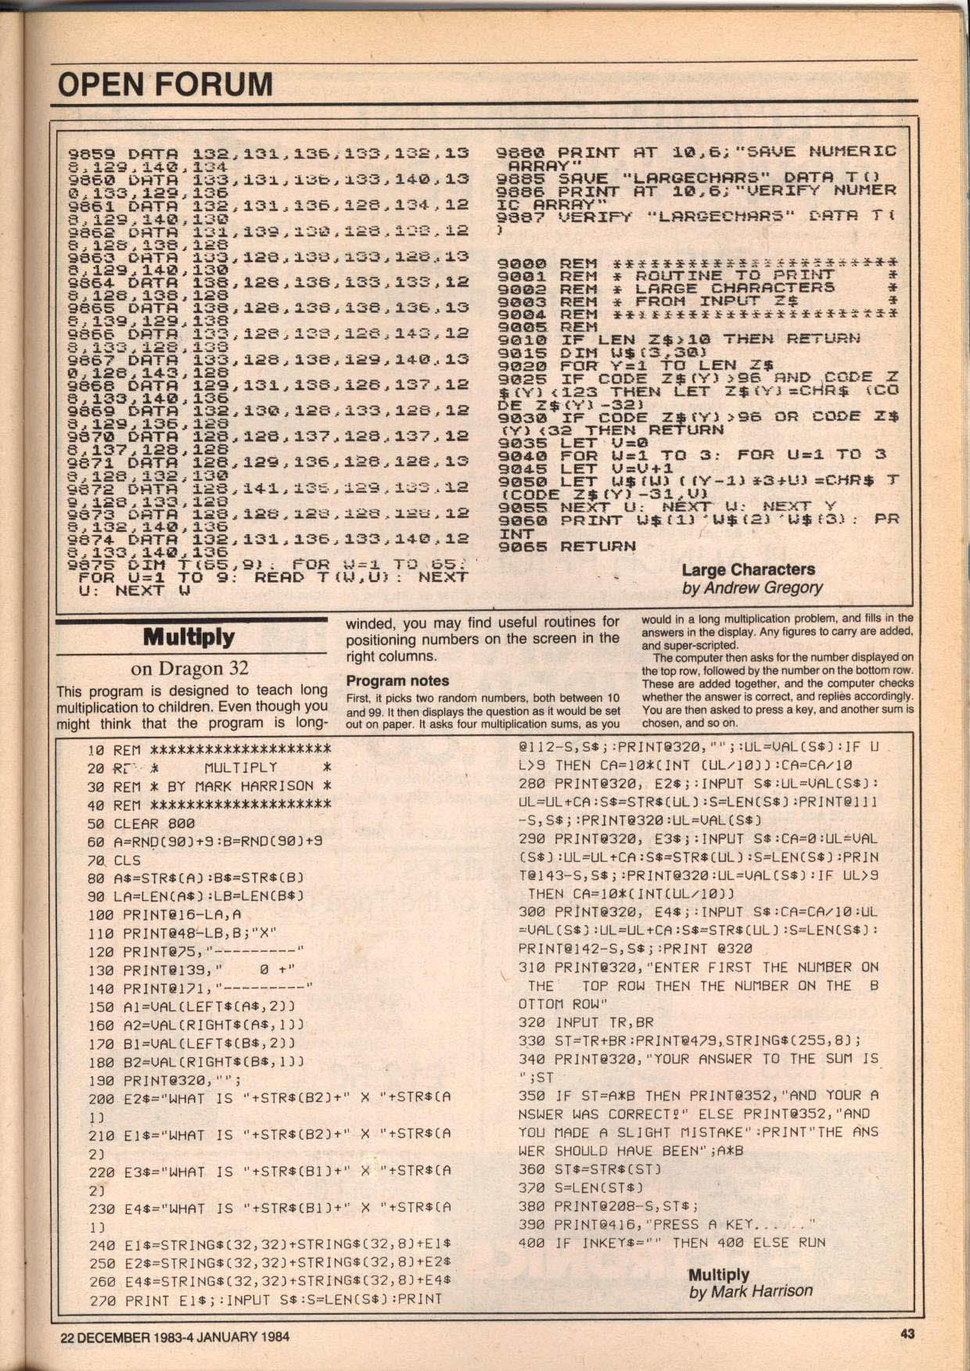 OPEN FORUM
9859 DATA 132,131,136,133,132,13
8,129,140,134
9860 DATA 133,131,136,133,140,13
0,133,129,136
9861 DATA 132,131,136,128,134,12
8,129,140,130
9862 DATA 131,139,130,128,138,12
8,128,138,128
9863 DATA 133,128,138,133,128,13
8,129,140,130
9864 DATA 138,128,138,133,133,12
8,128,138,128
9865 DATA 138,128,138,138,136,13
8,139,129,138
9866 DATA 133,128,138,128,143,12
8,133,128,138
9867 DATA 133,128,138,129,140,13
0,128,143,128
9868 DATA 129,131,138,128,137,12
8,133,140,136
9869 DATA 132,130,128,133,128,12
8,129,136,128
9870 DATA 128,128,137,128,137,12
8,137,128,128
9871 DATA 128,129,136,128,128,13
8,128,132,130
9872 DATA 128,141,136,129,133,12
9,128,133,128
9873 DATA 128,128,128,128,128,12
8,132,140,136
9874 DATA 132,131,136,133,140,12
8,133,140,136
9875 DIM T(65,9): FOR W=1 TO 65:
FOR U=1 TO 9: READ T(W,U): NEXT
U: NEXT W
9880 PRINT AT 10,6;"SAVE NUMERIC
ARRAY"
9885 SAVE "LARGECHARS" DATA T()
9886 PRINT AT 10,6;"VERIFY NUMER
IC ARRAY"
9887 VERIFY "LARGECHARS" DATA T(
)
9000 REM **********************
9001 REM * ROUTINE TO PRINT *
9002 REM * LARGE CHARACTERS *
9003 REM * FROM INPUT Z$ *
9004 REM **********************
9005 REM
9010 IF LEN Z$>10 THEN RETURN
9015 DIM W$(3,30)
9020 FOR Y=1 TO LEN Z$
9025 IF CODE Z$(Y)>96 AND CODE Z
$(Y)<123 THEN LET Z$(Y)=CHR$ (CO
DE Z$(Y)-32)
9030 IF CODE Z$(Y)>96 OR CODE Z$
(Y)<32 THEN RETURN
9035 LET V=0
9040 FOR W=1 TO 3: FOR U=1 TO 3
9045 LET V=V+1
9050 LET W$(W)((Y-1)*3+U)=CHR$ T
(CODE Z$(Y)-31,V)
9055 NEXT U: NEXT W: NEXT Y
9060 PRINT W$(1)'W$(2)'W$(3): PR
INT
9065 RETURN
Large Characters
by Andrew Gregory
Multiply
on Dragon 32
This program is designed to teach long
multiplication to children. Even though you
might think that the program is long-
winded, you may find useful routines for
positioning numbers on the screen in the
right columns.
Program notes
First, it picks two random numbers, both between 10
and 99. It then displays the question as it would be set
out on paper. It asks four multiplication sums, as you
would in a long multiplication problem, and fills in the
answers in the display. Any figures to carry are added,
and super-scripted.
The computer then asks for the number displayed on
the top row, followed by the number on the bottom row.
These are added together, and the computer checks
whether the answer is correct, and replies accordingly.
You are then asked to press a key, and another sum is
chosen, and so on.
10 REM ********************
20 * MULTIPLY *
30 REM * BY MARK HARRISON *
40 REM ********************
50 CLEAR 800
60 A=RND(90)+9:B=RND(90)+9
70 CLS
80 A$=STR$(A):B$=STR$(B)
90 LA=LEN(A$):LB=LEN(B$)
100 PRINT@16-LA,A
110 PRINT@48-LB,B;"X"
120 PRINT@75,"---------"
130 PRINT@139," 0 +"
140 PRINT@171,"---------"
150 A1=VAL(LEFT$(A$,2))
160 A2=VAL(RIGHT$(A$,1))
170 B1=VAL(LEFT$(B$,2))
180 B2=VAL(RIGHT$(B$,1))
190 PRINT@320,"";
200 E2$="WHAT IS "+STR$(B2)+" X "+STR$(A
1)
210 E1$="WHAT IS "+STR$(B2)+" X "+STR$(A
2)
220 E3$="WHAT IS "+STR$(B1)+" X "+STR$(A
2)
230 E4$="WHAT IS "+STR$(B1)+" X "+STR$(A
1)
240 E1$=STRING$(32,32)+STRING$(32,8)+E1$
250 E2$=STRING$(32,32)+STRING$(32,8)+E2$
260 E4$=STRING$(32,32)+STRING$(32,8)+E4$
270 PRINT E1$;:INPUT S$:S=LEN(S$):PRINT
@112-S,S$;:PRINT@320,"";:UL=VAL(S$):IF U
L>9 THEN CA=10*(INT (UL/10)):CA=CA/10
280 PRINT@320, E2$;:INPUT S$:UL=VAL(S$):
UL=UL+CA:S$=STR$(UL):S=LEN(S$):PRINT@111
-S,S$;:PRINT@320:UL=VAL(S$)
290 PRINT@320, E3$;:INPUT S$:CA=0:UL=VAL
(S$):UL=UL+CA:S$=STR$(UL):S=LEN(S$):PRIN
T@143-S,S$;:PRINT@320:UL=VAL(S$):IF UL>9
THEN CA=10*(INT(UL/10))
300 PRINT@320, E4$;:INPUT S$:CA=CA/10:UL
=VAL(S$):UL=UL+CA:S$=STR$(UL):S=LEN(S$):
PRINT@142-S,S$;:PRINT @320
310 PRINT@320,"ENTER FIRST THE NUMBER ON
THE TOP ROW THEN THE NUMBER ON THE B
OTTOM ROW"
320 INPUT TR,BR
330 ST=TR+BR:PRINT@479,STRING$(255,8);
340 PRINT@320,"YOUR ANSWER TO THE SUM IS
";ST
350 IF ST=A*B THEN PRINT@352,"AND YOUR A
NSWER WAS CORRECT!" ELSE PRINT@352,"AND
YOU MADE A SLIGHT MISTAKE":PRINT"THE ANS
WER SHOULD HAVE BEEN";A*B
360 ST$=STR$(ST)
370 S=LEN(ST$)
380 PRINT@208-S,ST$;
390 PRINT@416,"PRESS A KEY......"
400 IF INKEY$="" THEN 400 ELSE RUN
Multiply
by Mark Harrison
22 DECEMBER 1983-4 JANUARY 1984
43